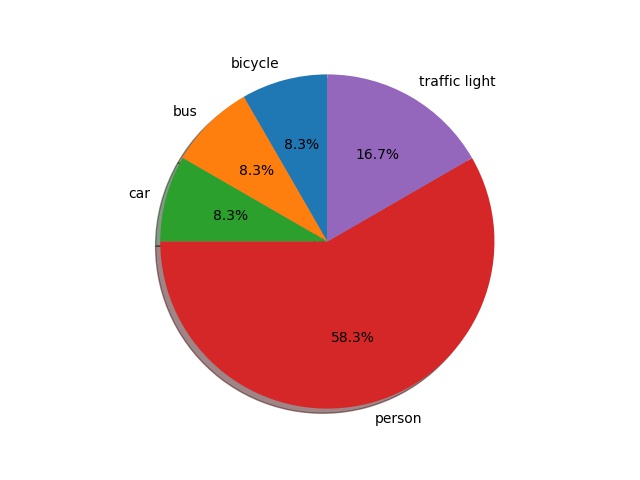 bicycle
traffic light
bus
8.3%
16.7%
8.3%
car
8.3%
58.3%
person